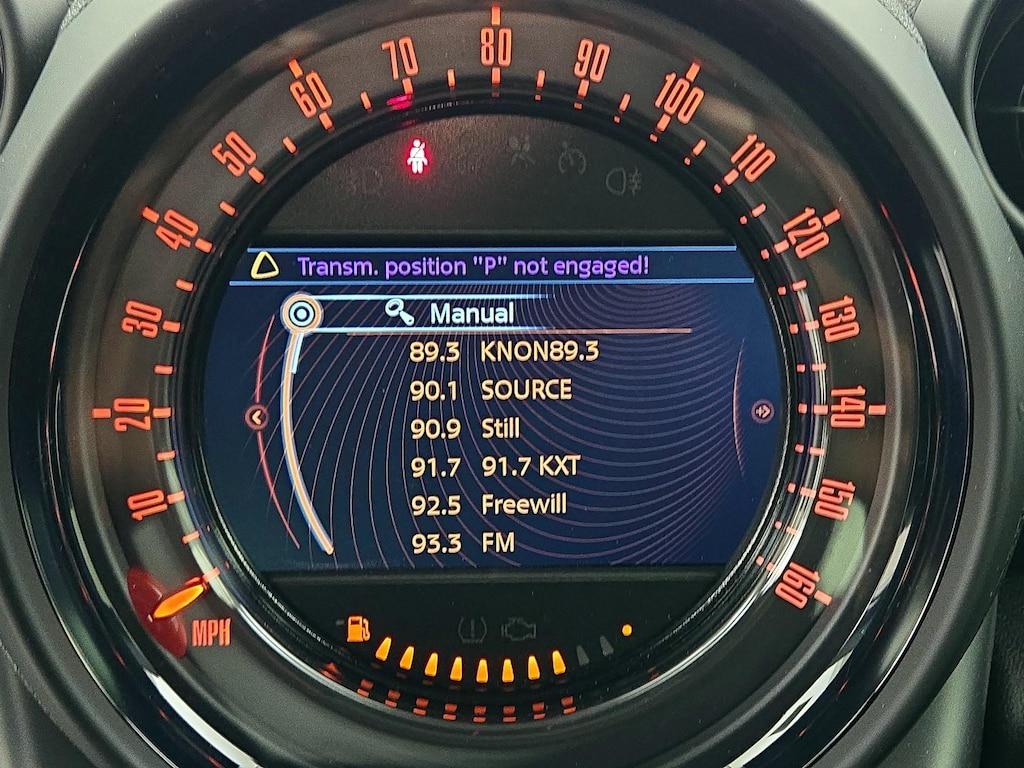 80
70
90
60
100
50
110
40
120
30
130
20
140
10
150
160
MPH
Transm. position "P" not engaged!
Manual
89.3 KNON89.3
90.1 SOURCE
90.9 Still
91.7 91.7 KXT
92.5 Freewill
93.3 FM